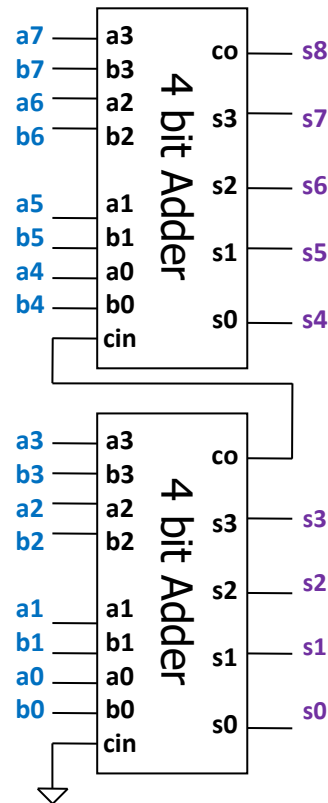 a7 a3 co s8
b7 b3
a6 a2 s3 s7
b6 b2
4 bit Adder
s2 s6
a5 a1
b5 b1 s1 s5
a4 a0
b4 b0 s0 s4
cin
a3 a3 co
b3 b3
a2 a2 s3 s3
b2 b2
4 bit Adder
s2 s2
a1 a1
b1 b1 s1 s1
a0 a0
b0 b0 s0 s0
cin